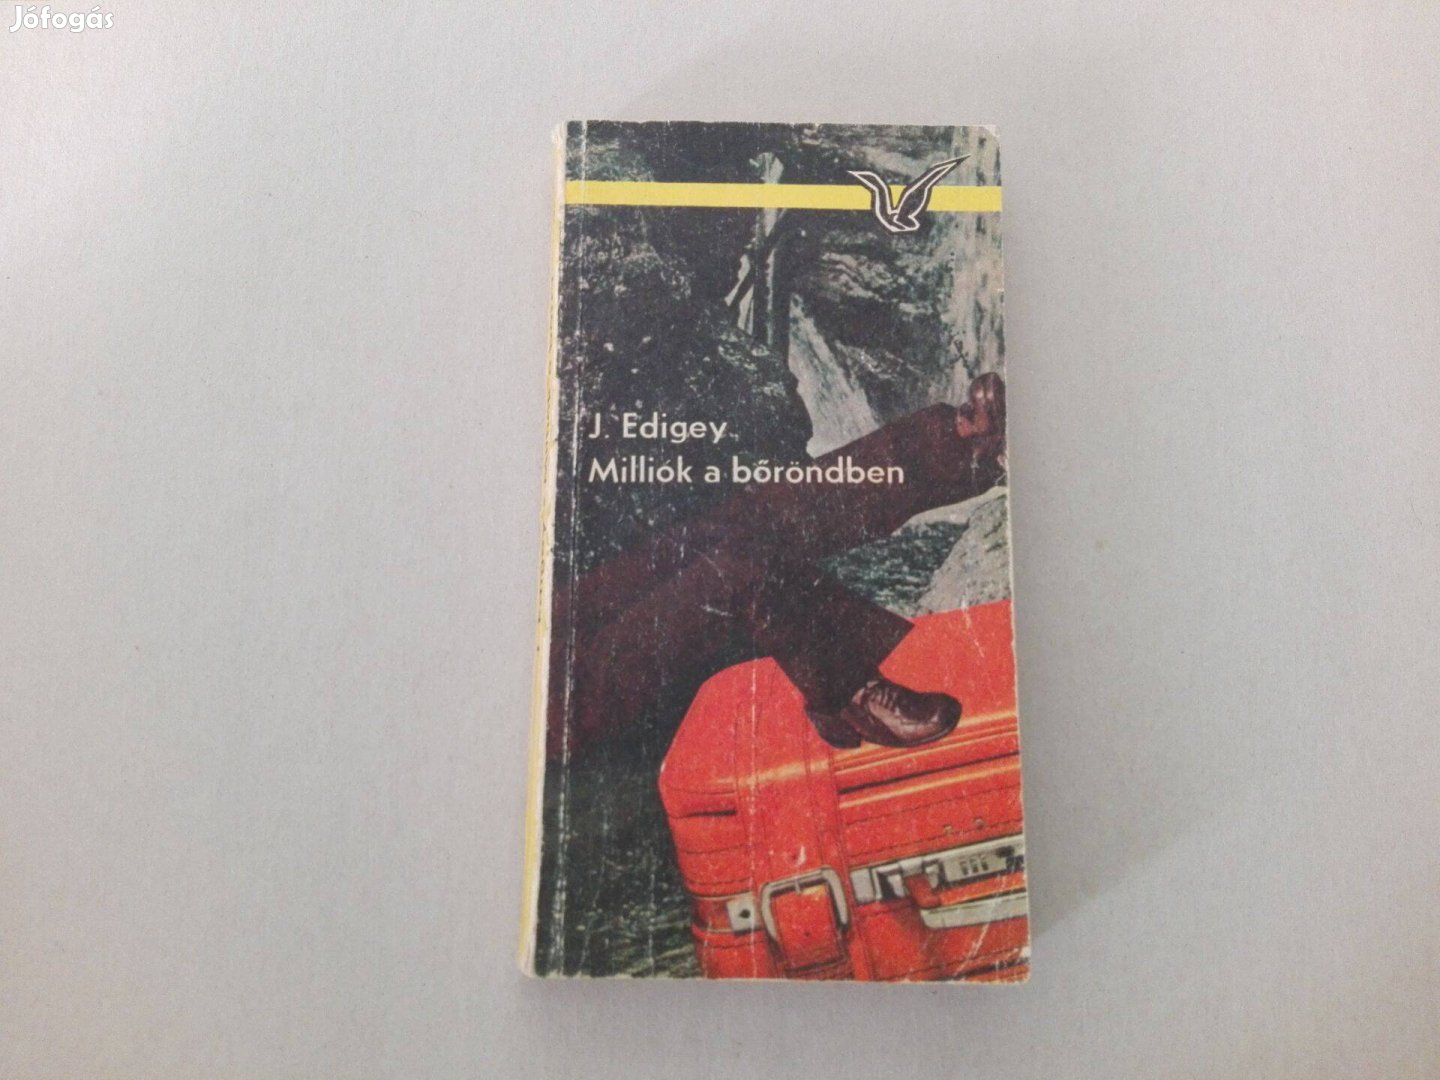 Jófogás
J. Edigey
Milliók a bőröndben